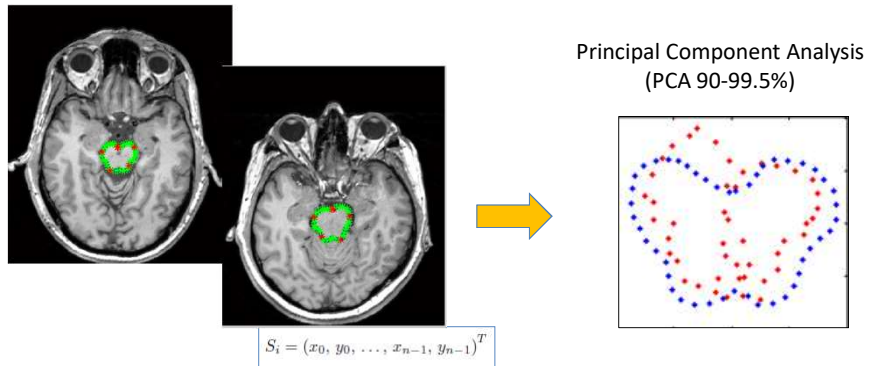 Principal Component Analysis
(PCA 90-99.5%)
S_i = (x_0, y_0, ..., x_{n-1}, y_{n-1})^T